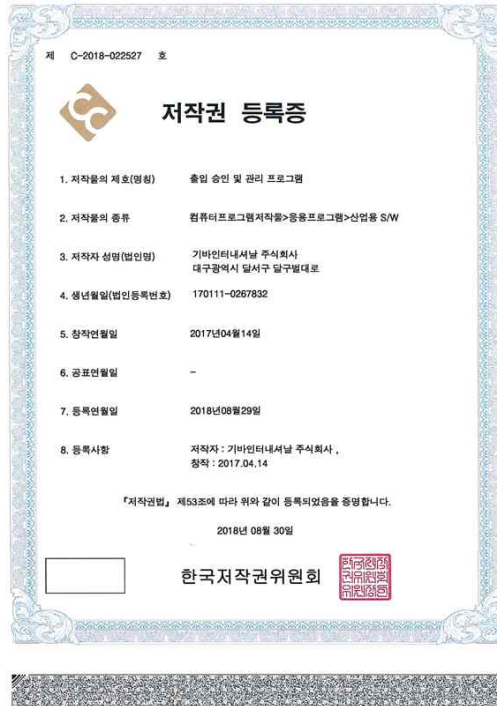 제 C-2018-022527 호
저작권 등록증
1. 저작물의 제호(명칭) 출입 승인 및 관리 프로그램
2. 저작물의 종류 컴퓨터프로그램저작물>응용프로그램>산업용 S/W
3. 저작자 성명(법인명) 기바인터내셔날 주식회사
대구광역시 달서구 달구벌대로
4. 생년월일(법인등록번호) 170111-0267832
5. 창작연월일 2017년04월14일
6. 공표연월일 -
7. 등록연월일 2018년08월29일
8. 등록사항 저작자 : 기바인터내셔날 주식회사 ,
창작 : 2017.04.14
『저작권법』 제53조에 따라 위와 같이 등록되었음을 증명합니다.
2018년 08월 30일
한국저작권위원회